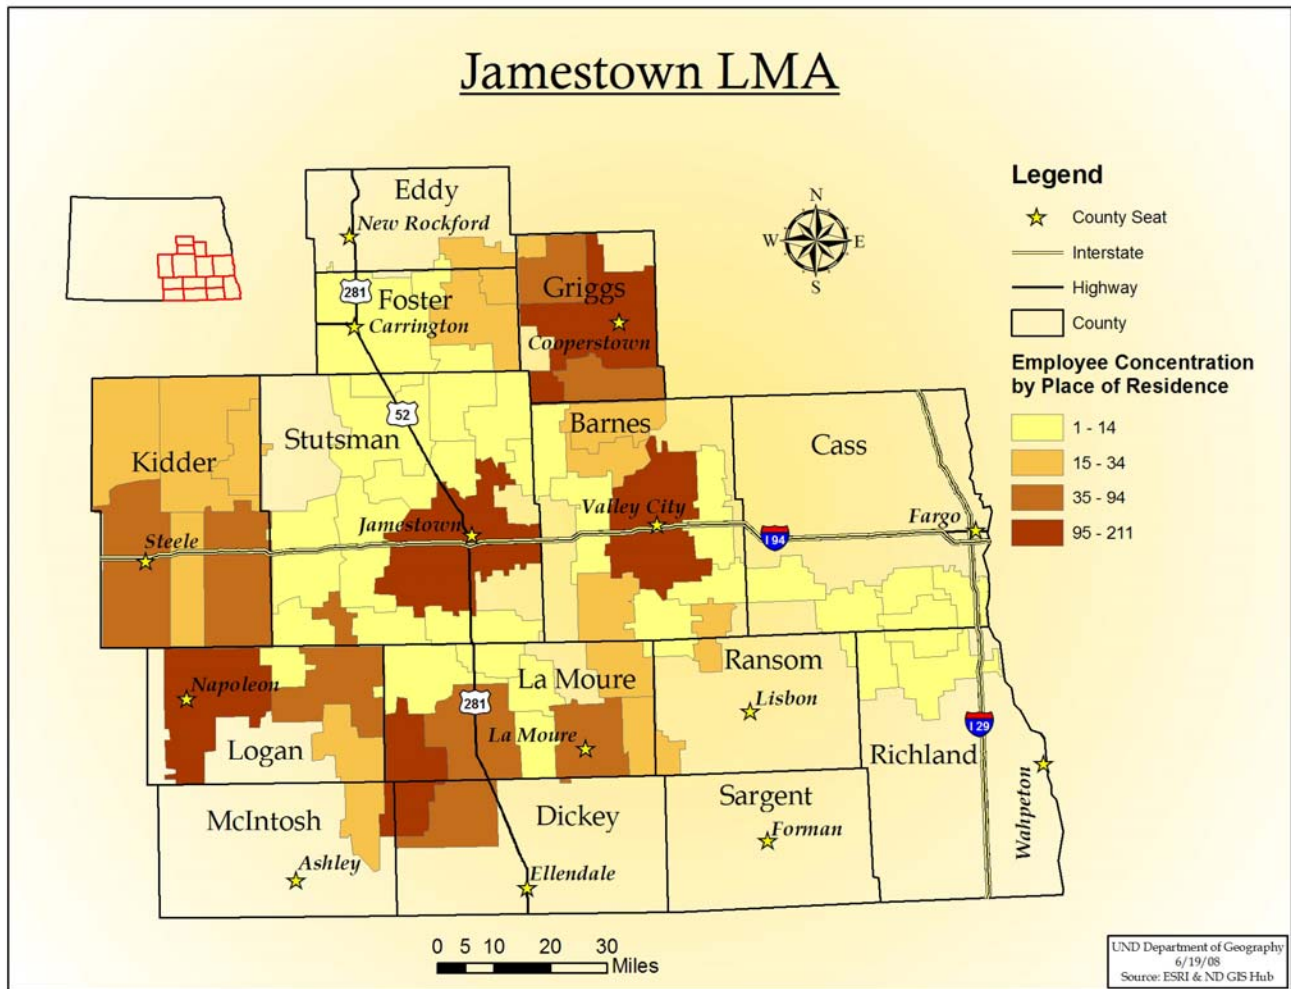 Jamestown LMA
N
W
E
S
Legend
County Seat
Interstate
Highway
County
Employee Concentration
by Place of Residence
1 - 14
15 - 34
35 - 94
95 - 211
Eddy
New Rockford
281
Foster
Carrington
Griggs
Cooperstown
52
Stutsman
Barnes
Cass
Kidder
Jamestown
Valley City
Fargo
Steele
I 94
Napoleon
La Moure
Ransom
281
Lisbon
La Moure
I 29
Logan
Richland
Wahpeton
McIntosh
Dickey
Sargent
Forman
Ashley
Ellendale
0 5 10 20 30
Miles
UND Department of Geography
6/19/08
Source: ESRI & ND GIS Hub